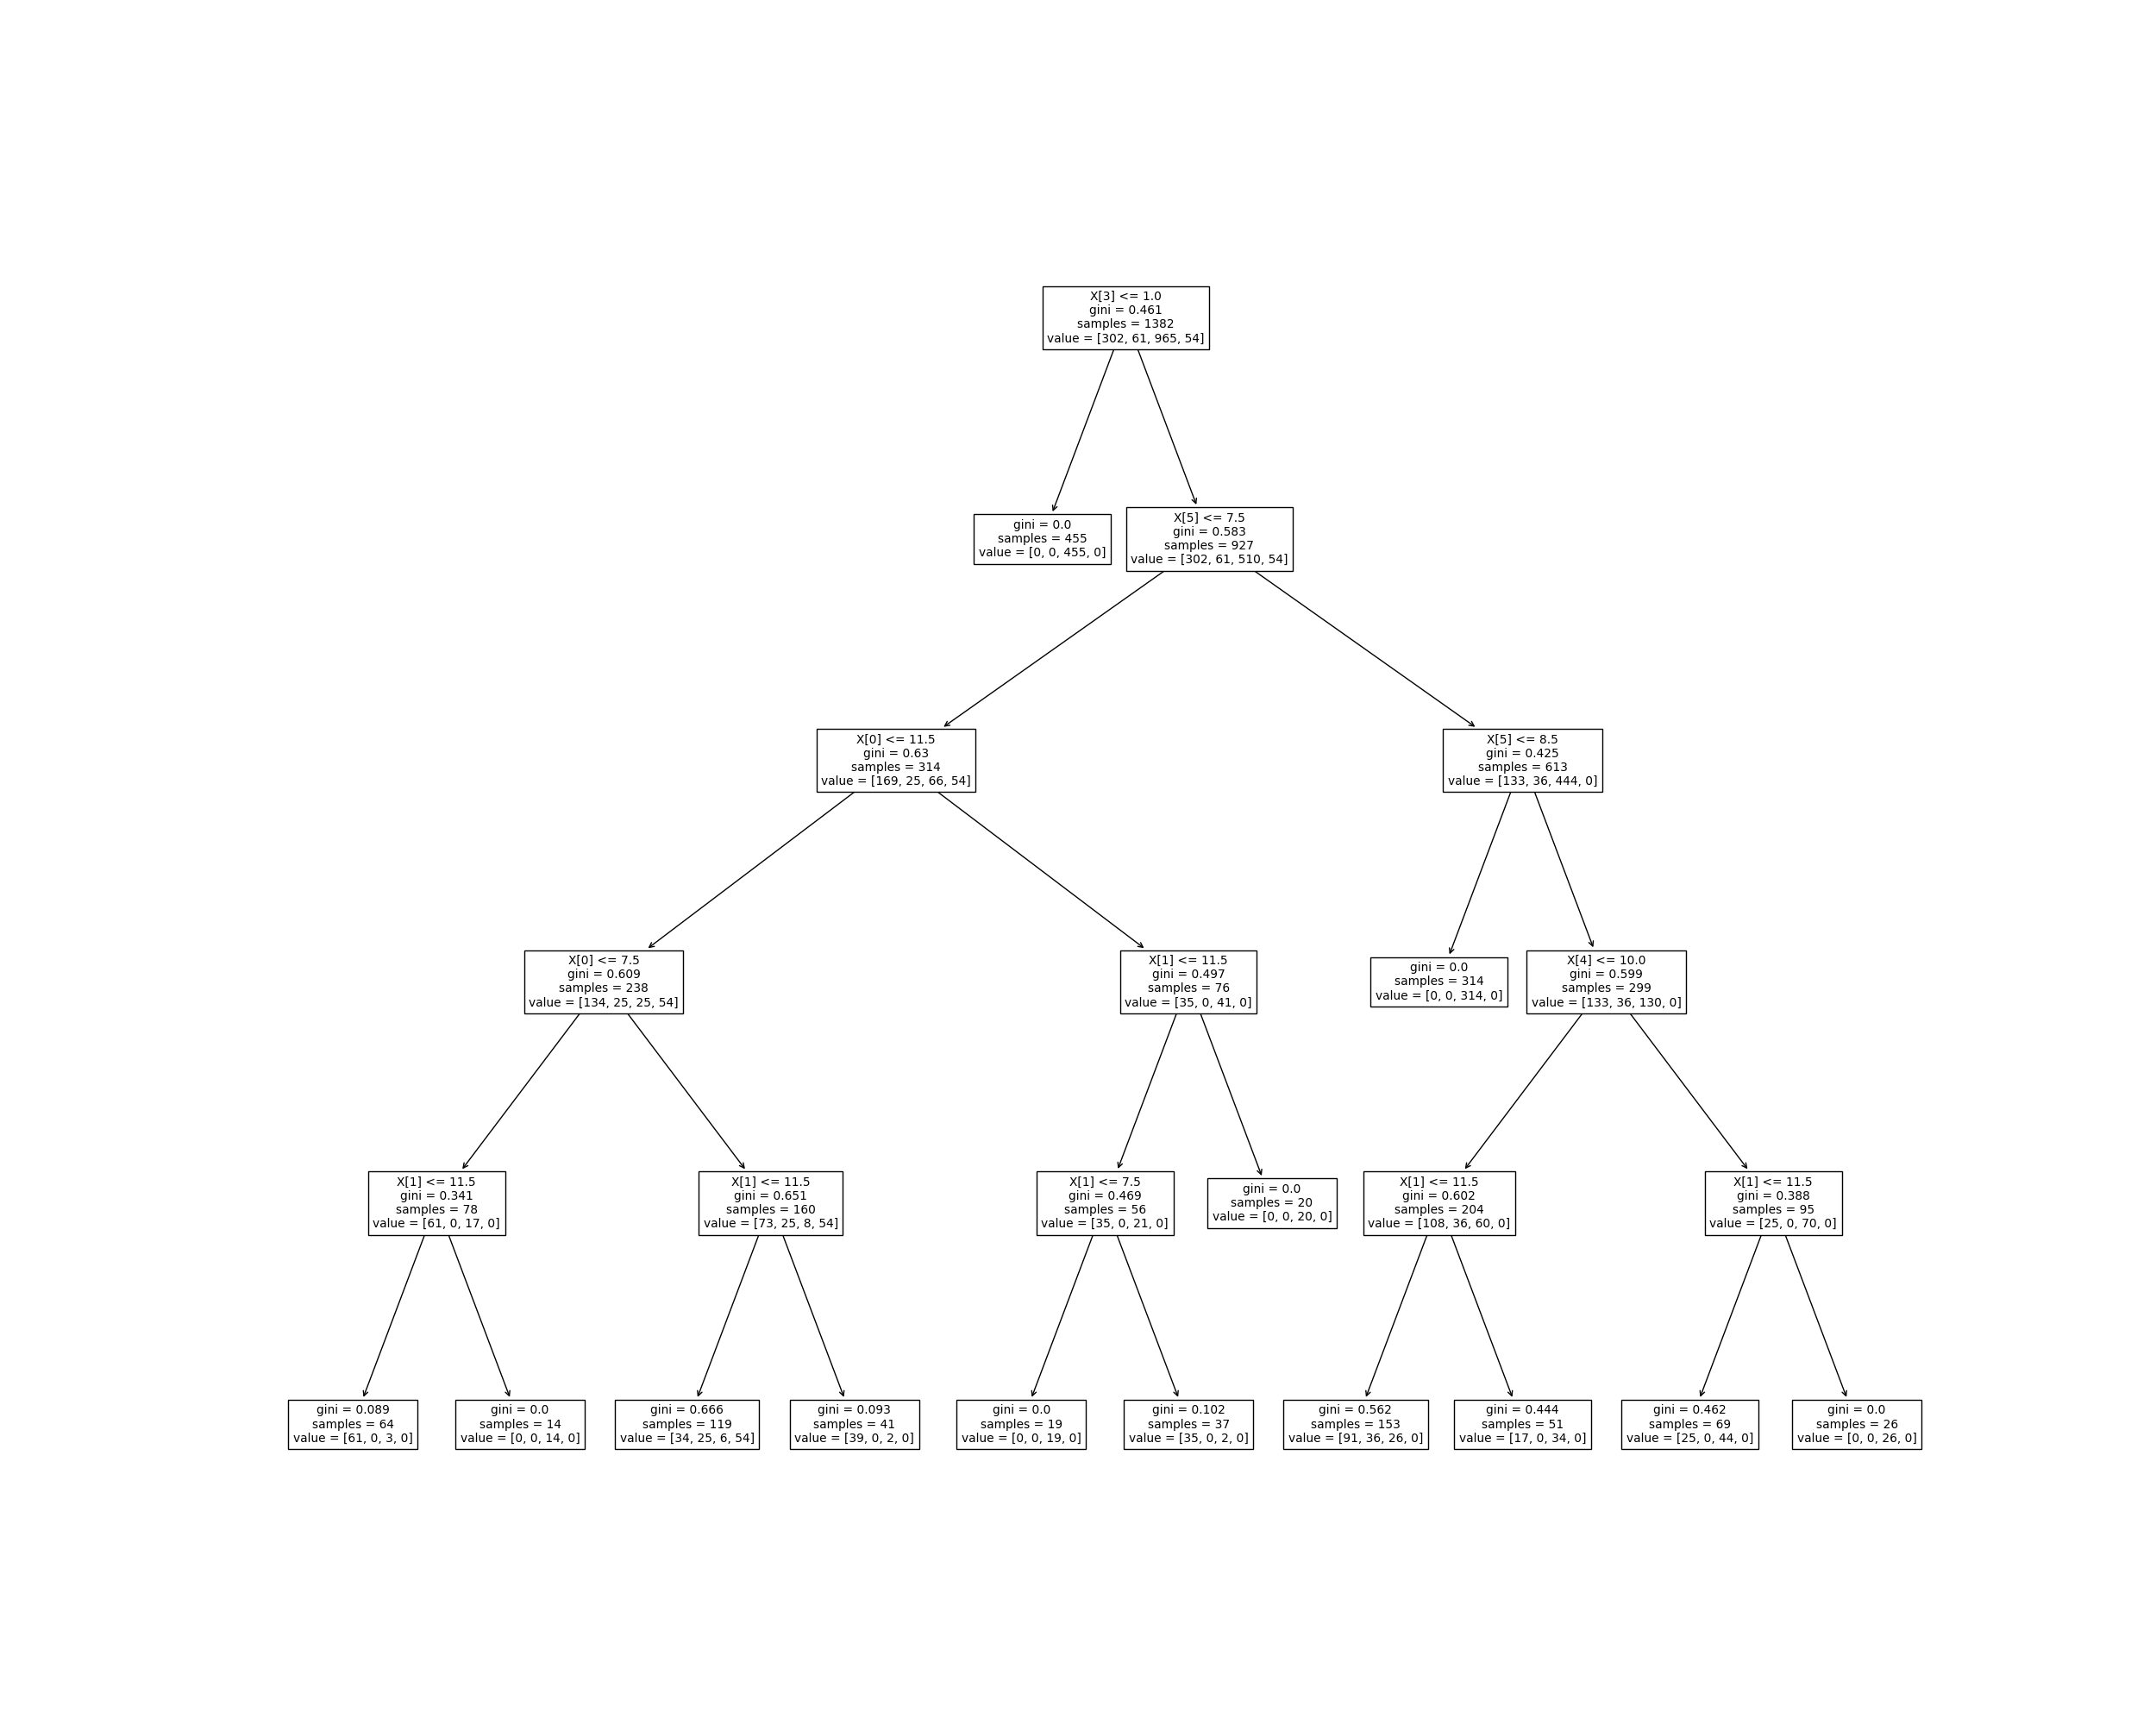 X[3] <= 1.0
gini = 0.461
samples = 1382
value = [302, 61, 965, 54]
gini = 0.0
samples = 455
value = [0, 0, 455, 0]
X[5] <= 7.5
gini = 0.583
samples = 927
value = [302, 61, 510, 54]
X[0] <= 11.5
gini = 0.63
samples = 314
value = [169, 25, 66, 54]
X[5] <= 8.5
gini = 0.425
samples = 613
value = [133, 36, 444, 0]
X[0] <= 7.5
gini = 0.609
samples = 238
value = [134, 25, 25, 54]
X[1] <= 11.5
gini = 0.497
samples = 76
value = [35, 0, 41, 0]
gini = 0.0
samples = 314
value = [0, 0, 314, 0]
X[4] <= 10.0
gini = 0.599
samples = 299
value = [133, 36, 130, 0]
X[1] <= 11.5
gini = 0.341
samples = 78
value = [61, 0, 17, 0]
X[1] <= 11.5
gini = 0.651
samples = 160
value = [73, 25, 8, 54]
X[1] <= 7.5
gini = 0.469
samples = 56
value = [35, 0, 21, 0]
gini = 0.0
samples = 20
value = [0, 0, 20, 0]
X[1] <= 11.5
gini = 0.602
samples = 204
value = [108, 36, 60, 0]
X[1] <= 11.5
gini = 0.388
samples = 95
value = [25, 0, 70, 0]
gini = 0.089
samples = 64
value = [61, 0, 3, 0]
gini = 0.0
samples = 14
value = [0, 0, 14, 0]
gini = 0.666
samples = 119
value = [34, 25, 6, 54]
gini = 0.093
samples = 41
value = [39, 0, 2, 0]
gini = 0.0
samples = 19
value = [0, 0, 19, 0]
gini = 0.102
samples = 37
value = [35, 0, 2, 0]
gini = 0.562
samples = 153
value = [91, 36, 26, 0]
gini = 0.444
samples = 51
value = [17, 0, 34, 0]
gini = 0.462
samples = 69
value = [25, 0, 44, 0]
gini = 0.0
samples = 26
value = [0, 0, 26, 0]